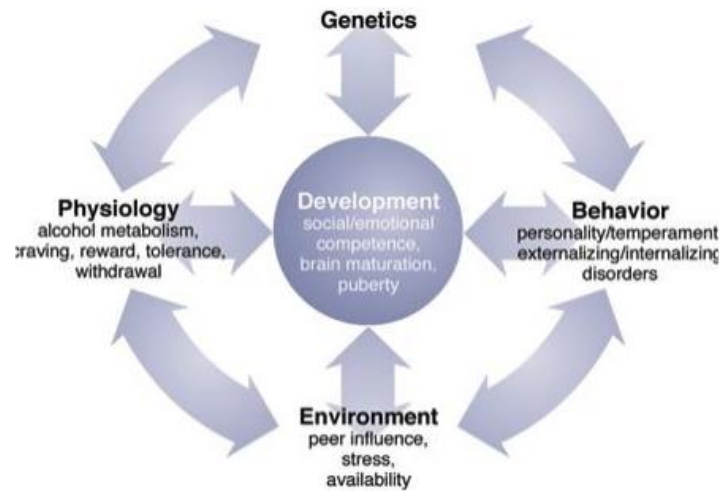 Genetics
Physiology
alcohol metabolism,
craving, reward, tolerance,
withdrawal
Development
social/emotional
competence,
brain maturation,
puberty
Behavior
personality/temperament
externalizing/internalizing
disorders
Environment
peer influence,
stress,
availability